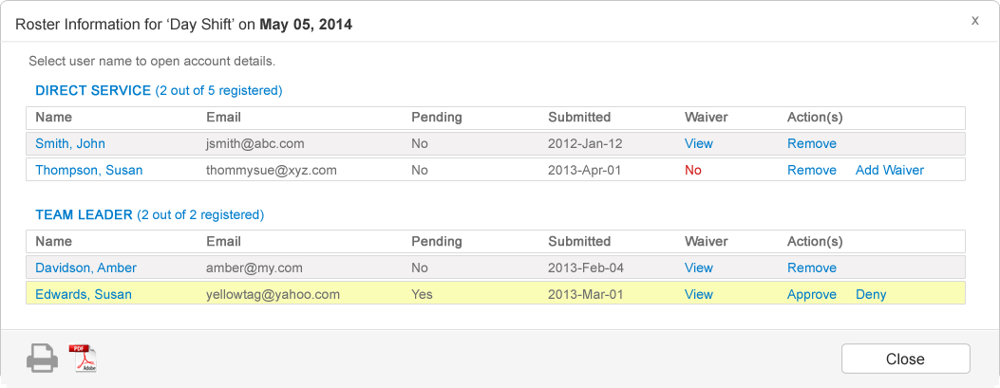 Roster Information for ‘Day Shift’ on May 05, 2014 x
Select user name to open account details.
DIRECT SERVICE (2 out of 5 registered)
Name Email Pending Submitted Waiver Action(s)
Smith, John jsmith@abc.com No 2012-Jan-12 View Remove
Thompson, Susan thommysue@xyz.com No 2013-Apr-01 No Remove Add Waiver
TEAM LEADER (2 out of 2 registered)
Name Email Pending Submitted Waiver Action(s)
Davidson, Amber amber@my.com No 2013-Feb-04 View Remove
Edwards, Susan yellowtag@yahoo.com Yes 2013-Mar-01 View Approve Deny
PDF
Adobe
Close